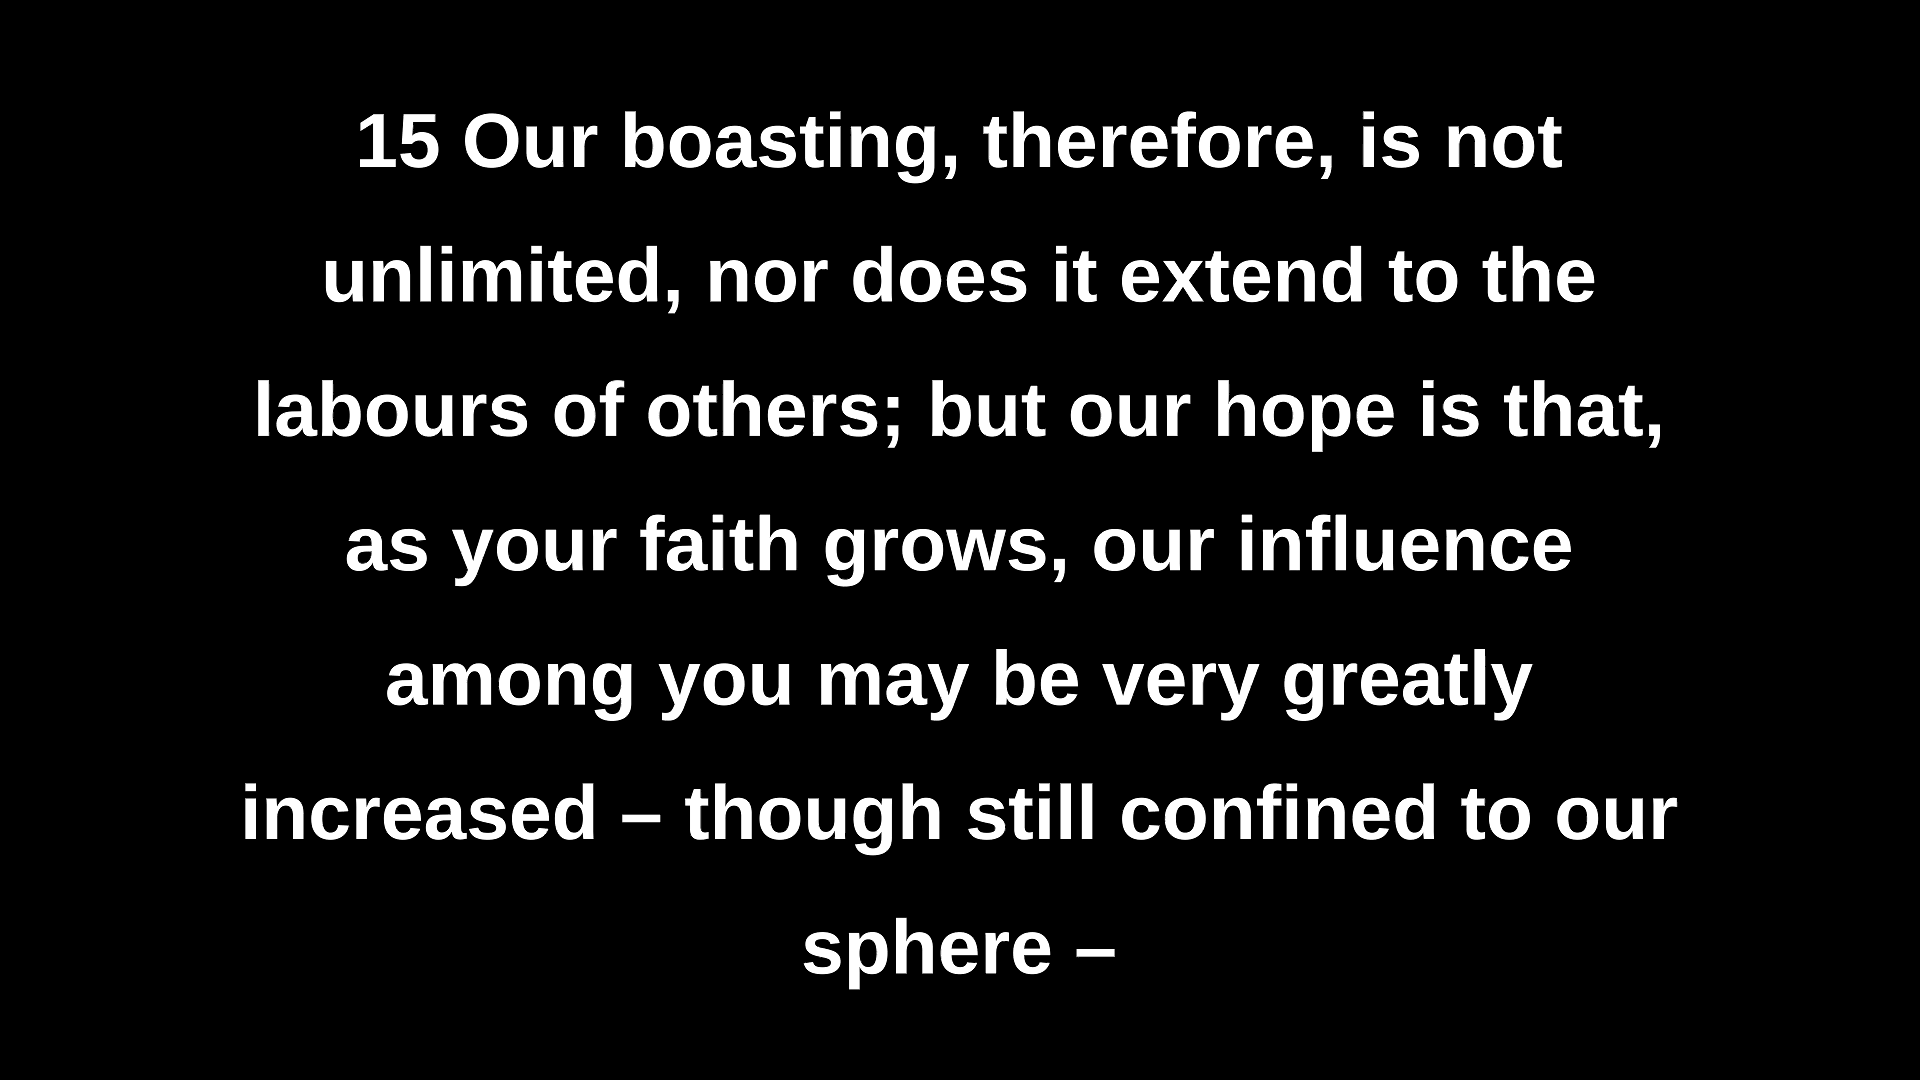 15 Our boasting, therefore, is not
unlimited, nor does it extend to the
labours of others; but our hope is that,
as your faith grows, our influence
among you may be very greatly
increased – though still confined to our
sphere –